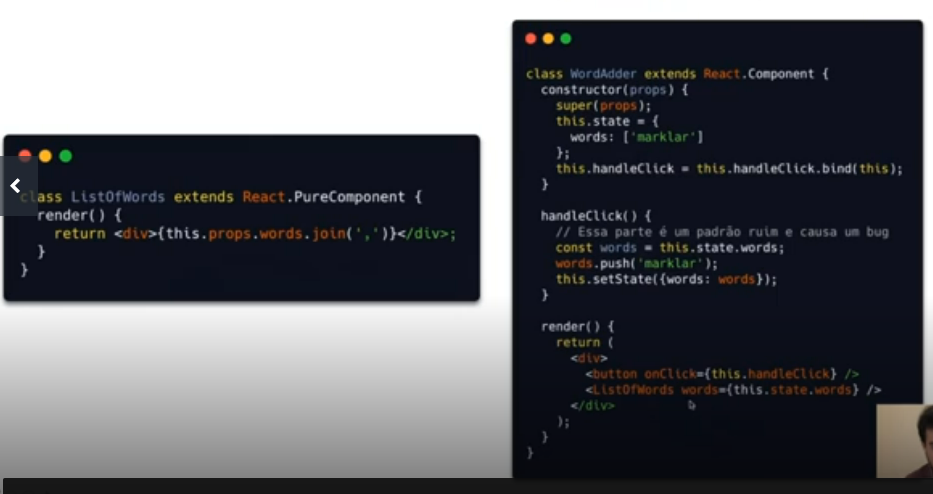 class ListOfWords extends React.PureComponent {
render() {
return <div>{this.props.words.join(',')}</div>;
}
}
class WordAdder extends React.Component {
constructor(props) {
super(props);
this.state = {
words: ['marklar']
};
this.handleClick = this.handleClick.bind(this);
}
handleClick() {
// Essa parte é um padrão ruim e causa um bug
const words = this.state.words;
words.push('marklar');
this.setState({words: words});
}
render() {
return (
<div>
<button onClick={this.handleClick} />
<ListOfWords words={this.state.words} />
</div>
);
}
}